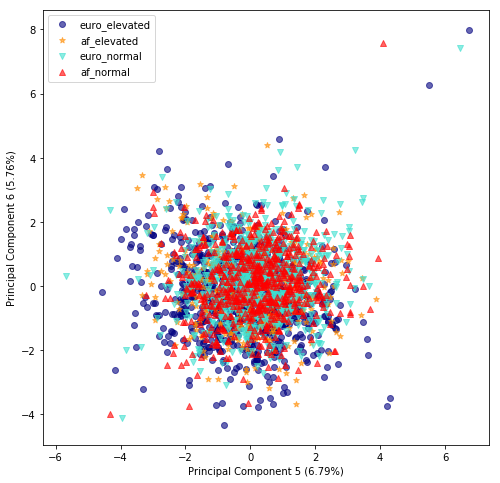 euro_elevated
af_elevated
euro_normal
af_normal
8
6
4
2
0
−2
−4
Principal Component 6 (5.76%)
−6 −4 −2 0 2 4 6
Principal Component 5 (6.79%)